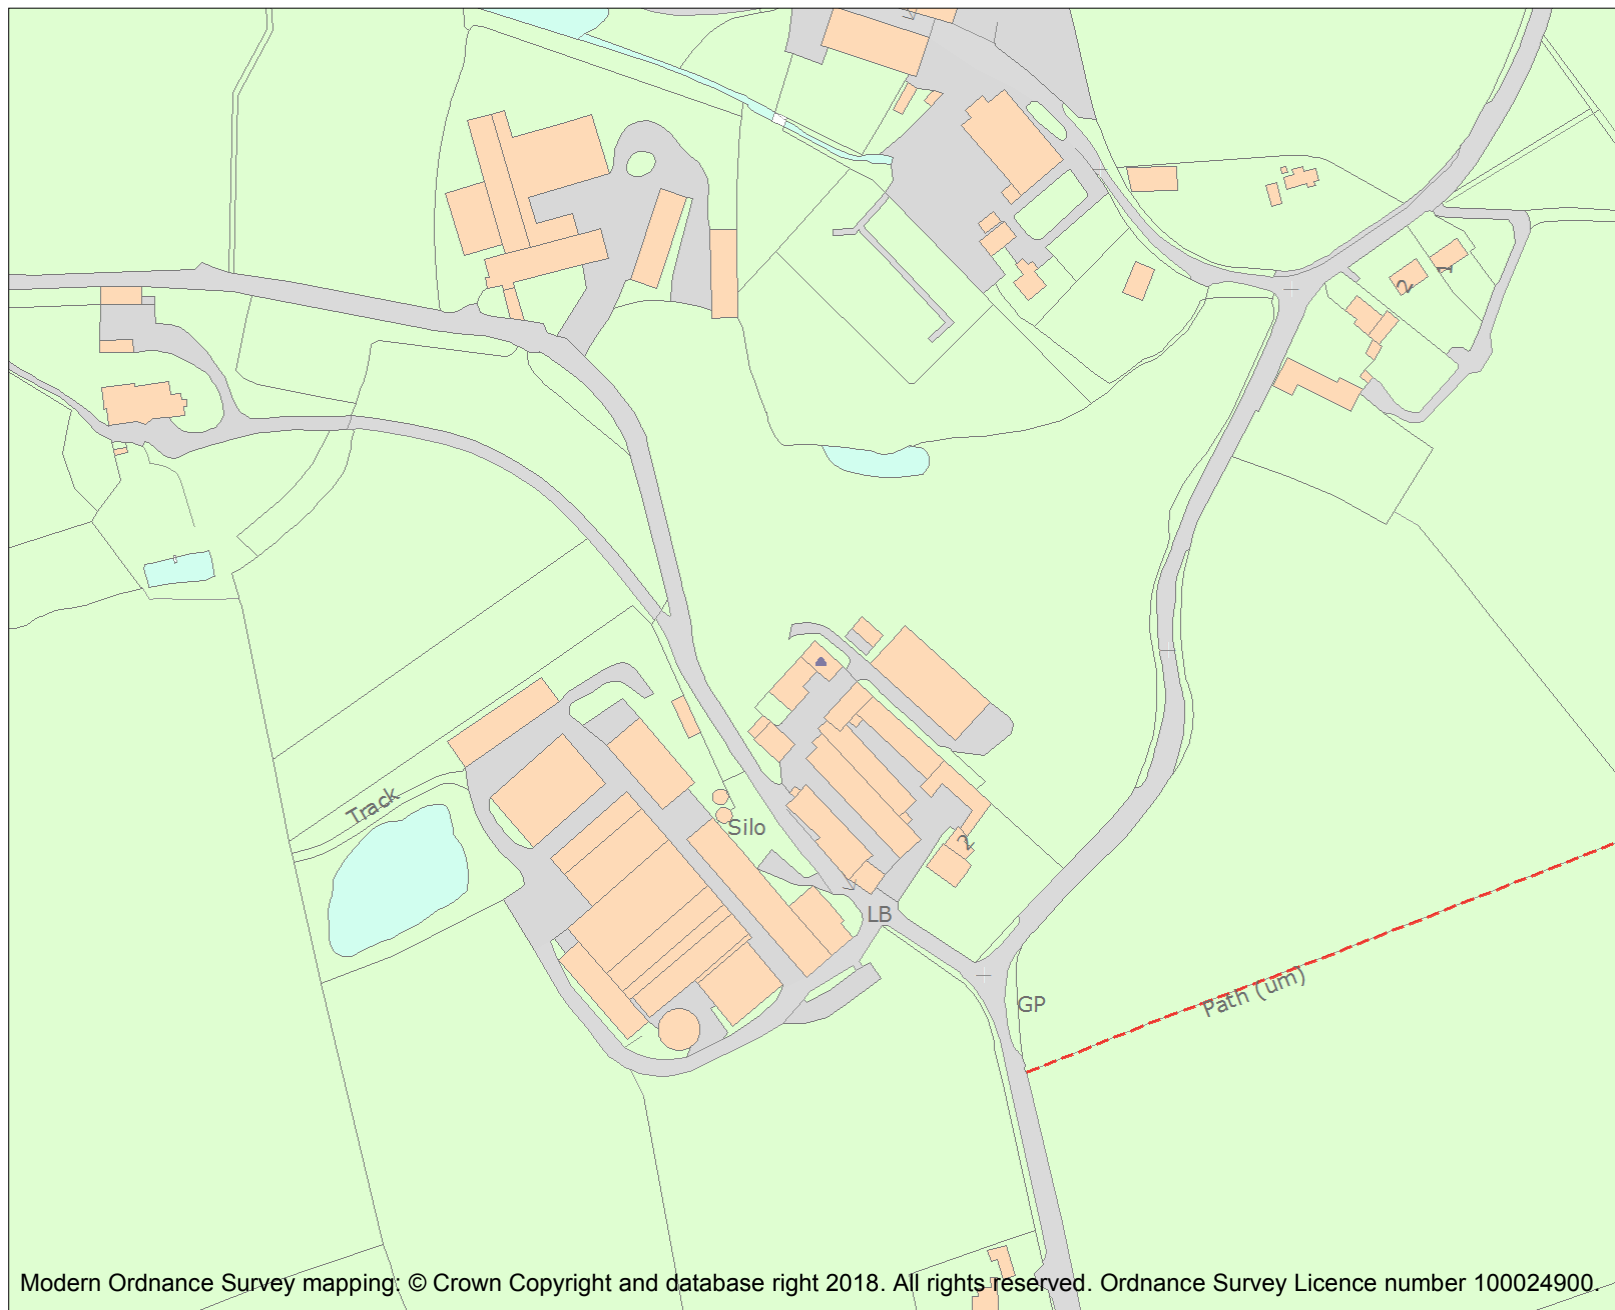 1
2
Track
Silo
2
LB
GP
Path (um)
Modern Ordnance Survey mapping: © Crown Copyright and database right 2018. All rights reserved. Ordnance Survey Licence number 100024900.